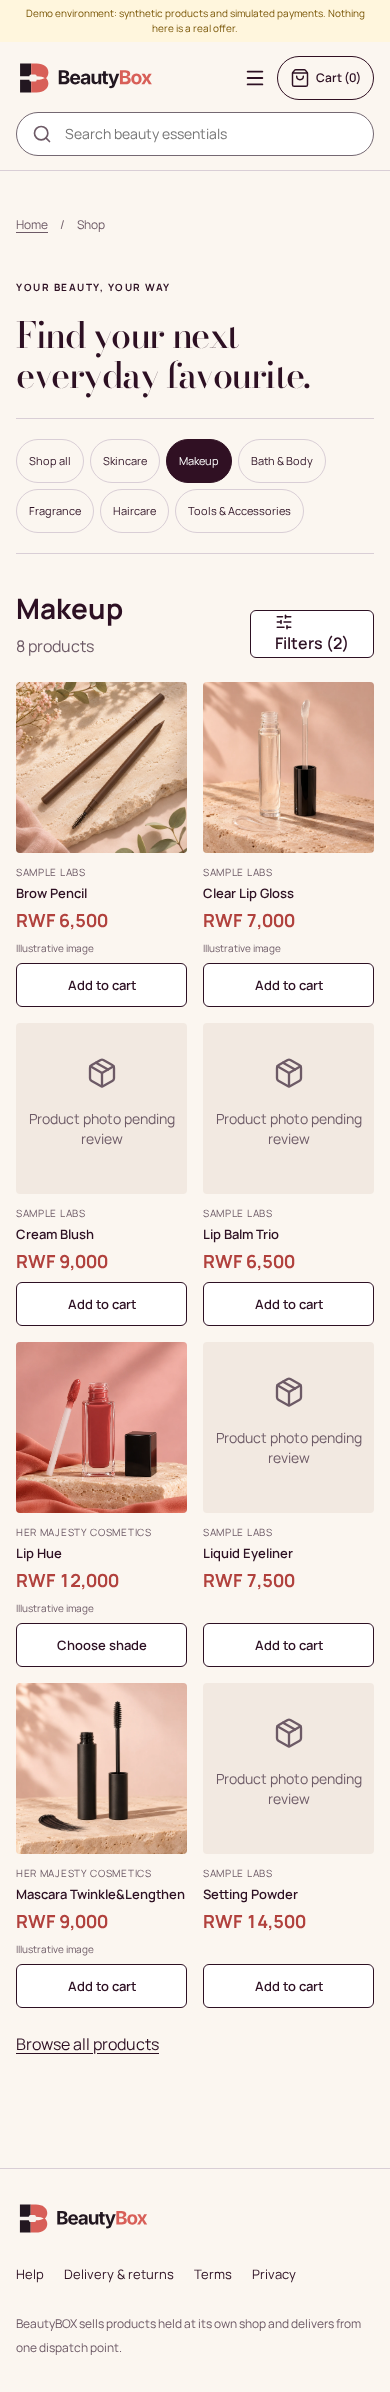 Demo environment: synthetic products and simulated payments. Nothing
here is a real offer.
BeautyBox
Cart (0)
Search beauty essentials
Home / Shop
YOUR BEAUTY, YOUR WAY
Find your next
everyday favourite.
Shop all Skincare Makeup Bath & Body
Fragrance Haircare Tools & Accessories
Makeup
8 products
Filters (2)
SAMPLE LABS
Brow Pencil
RWF 6,500
Illustrative image
Add to cart
SAMPLE LABS
Clear Lip Gloss
RWF 7,000
Illustrative image
Add to cart
Product photo pending
review
SAMPLE LABS
Cream Blush
RWF 9,000
Add to cart
Product photo pending
review
SAMPLE LABS
Lip Balm Trio
RWF 6,500
Add to cart
HER MAJESTY COSMETICS
Lip Hue
RWF 12,000
Illustrative image
Choose shade
Product photo pending
review
SAMPLE LABS
Liquid Eyeliner
RWF 7,500
Add to cart
HER MAJESTY COSMETICS
Mascara Twinkle&Lengthen
RWF 9,000
Illustrative image
Add to cart
Product photo pending
review
SAMPLE LABS
Setting Powder
RWF 14,500
Add to cart
Browse all products
BeautyBox
Help Delivery & returns Terms Privacy
BeautyBOX sells products held at its own shop and delivers from
one dispatch point.